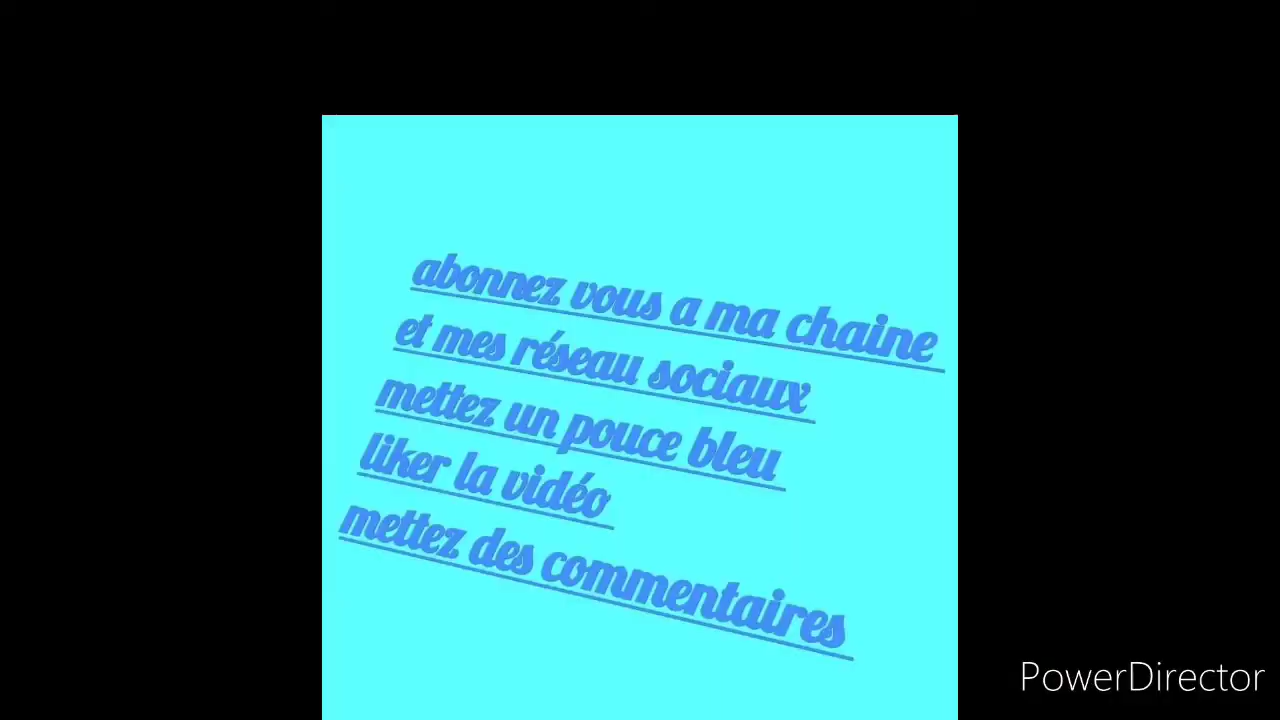 abonnez vous a ma chaine
et mes réseau sociaux
mettez un pouce bleu
liker la vidéo
mettez des commentaires
PowerDirector